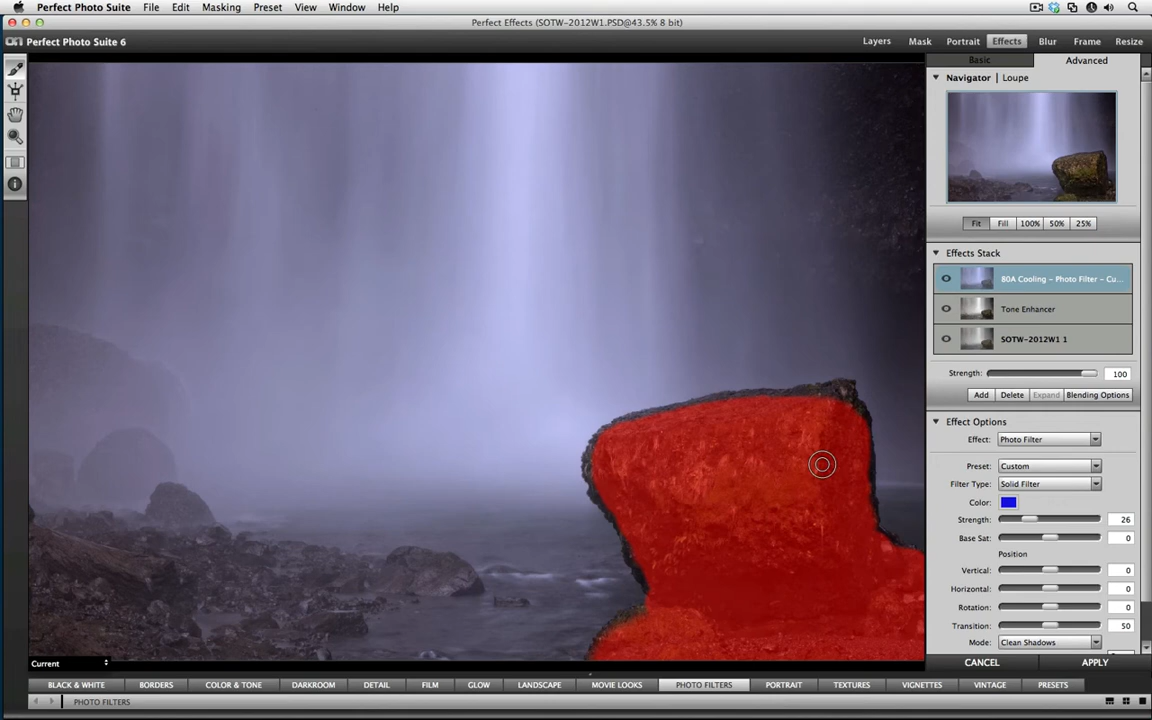 Perfect Photo Suite File Edit Masking Preset View Window Help
Perfect Effects (SOTW-2012W1.PSD@43.5% 8 bit)
on Perfect Photo Suite 6 Layers Mask Portrait Effects Blur Frame Resize
Basic Advanced
Navigator | Loupe
Fit Fill 100% 50% 25%
Effects Stack
80A Cooling - Photo Filter - Cu...
Tone Enhancer
SOTW-2012W1 1
Strength: 100
Add Delete Expand Blending Options
Effect Options
Effect: Photo Filter
Preset: Custom
Filter Type: Solid Filter
Color:
Strength: 26
Base Sat: 0
Position
Vertical: 0
Horizontal: 0
Rotation: 0
Transition: 50
Mode: Clean Shadows
Current CANCEL APPLY
BLACK & WHITE BORDERS COLOR & TONE DARKROOM DETAIL FILM GLOW LANDSCAPE MOVIE LOOKS PHOTO FILTERS PORTRAIT TEXTURES VIGNETTES VINTAGE PRESETS
PHOTO FILTERS